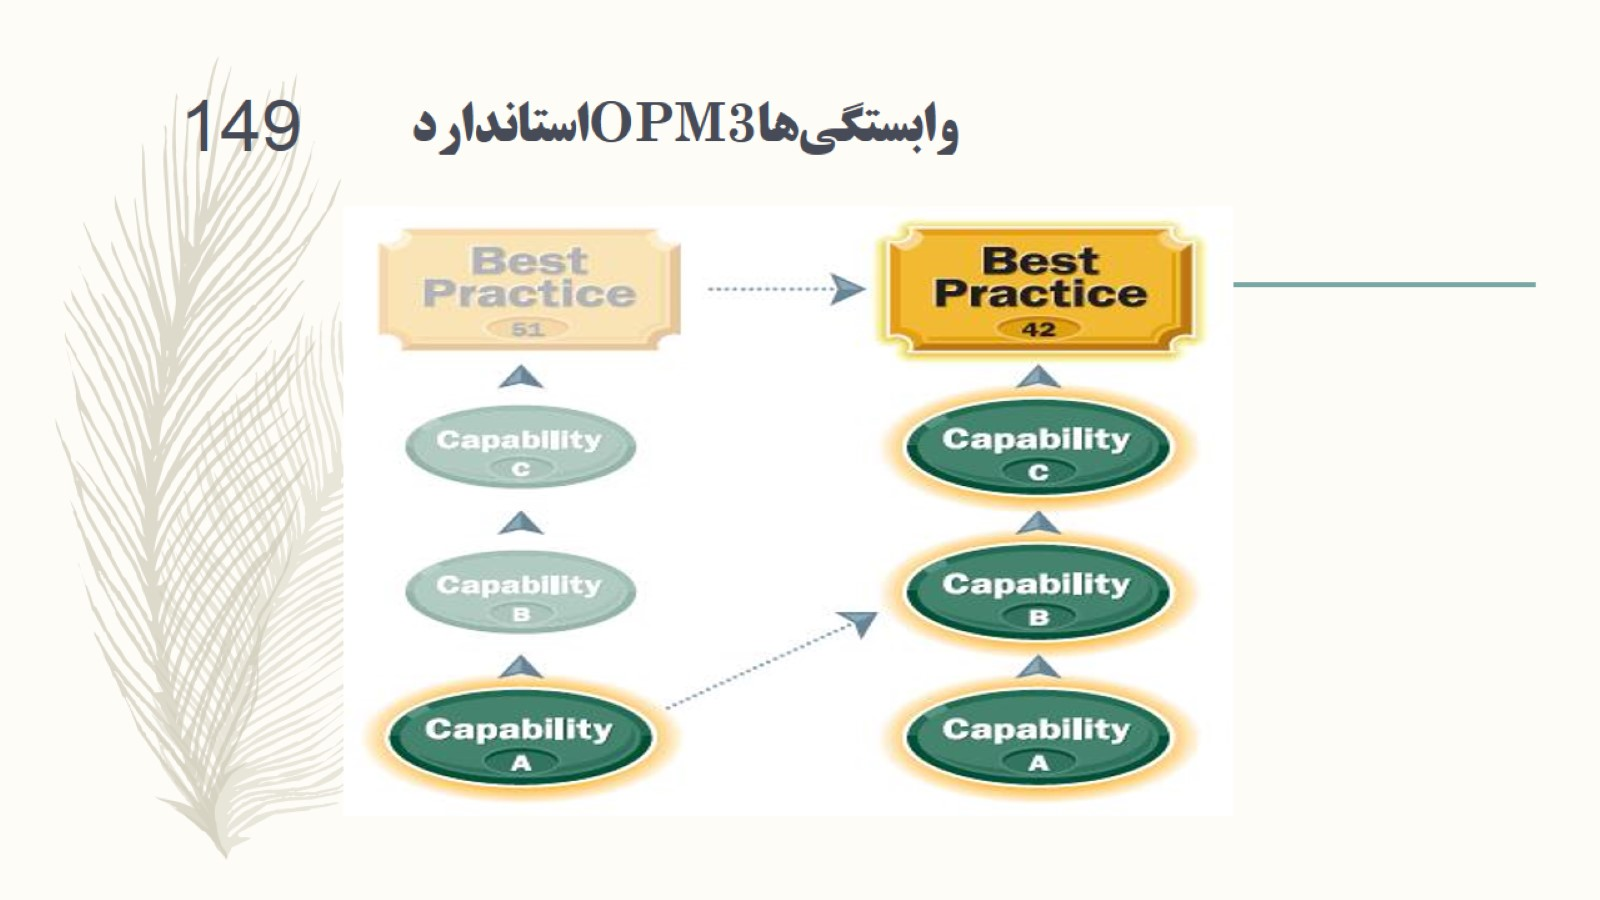 149
وابستگی‌هاOPM3استاندارد
Best
Practice
51
Best
Practice
42
Capability
C
Capability
C
Capability
B
Capability
B
Capability
A
Capability
A